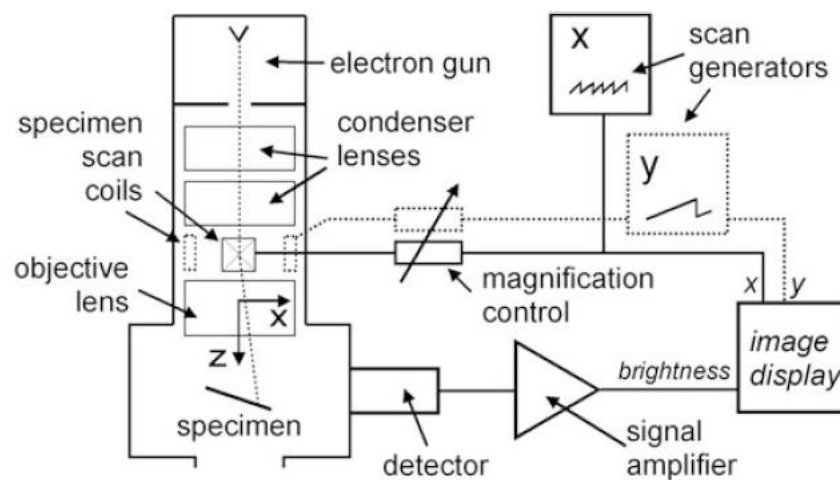 electron gun
specimen
scan
coils
condenser
lenses
objective
lens
X
Z
specimen
detector
x
scan
generators
y
magnification
control
x
y
image
display
brightness
signal
amplifier